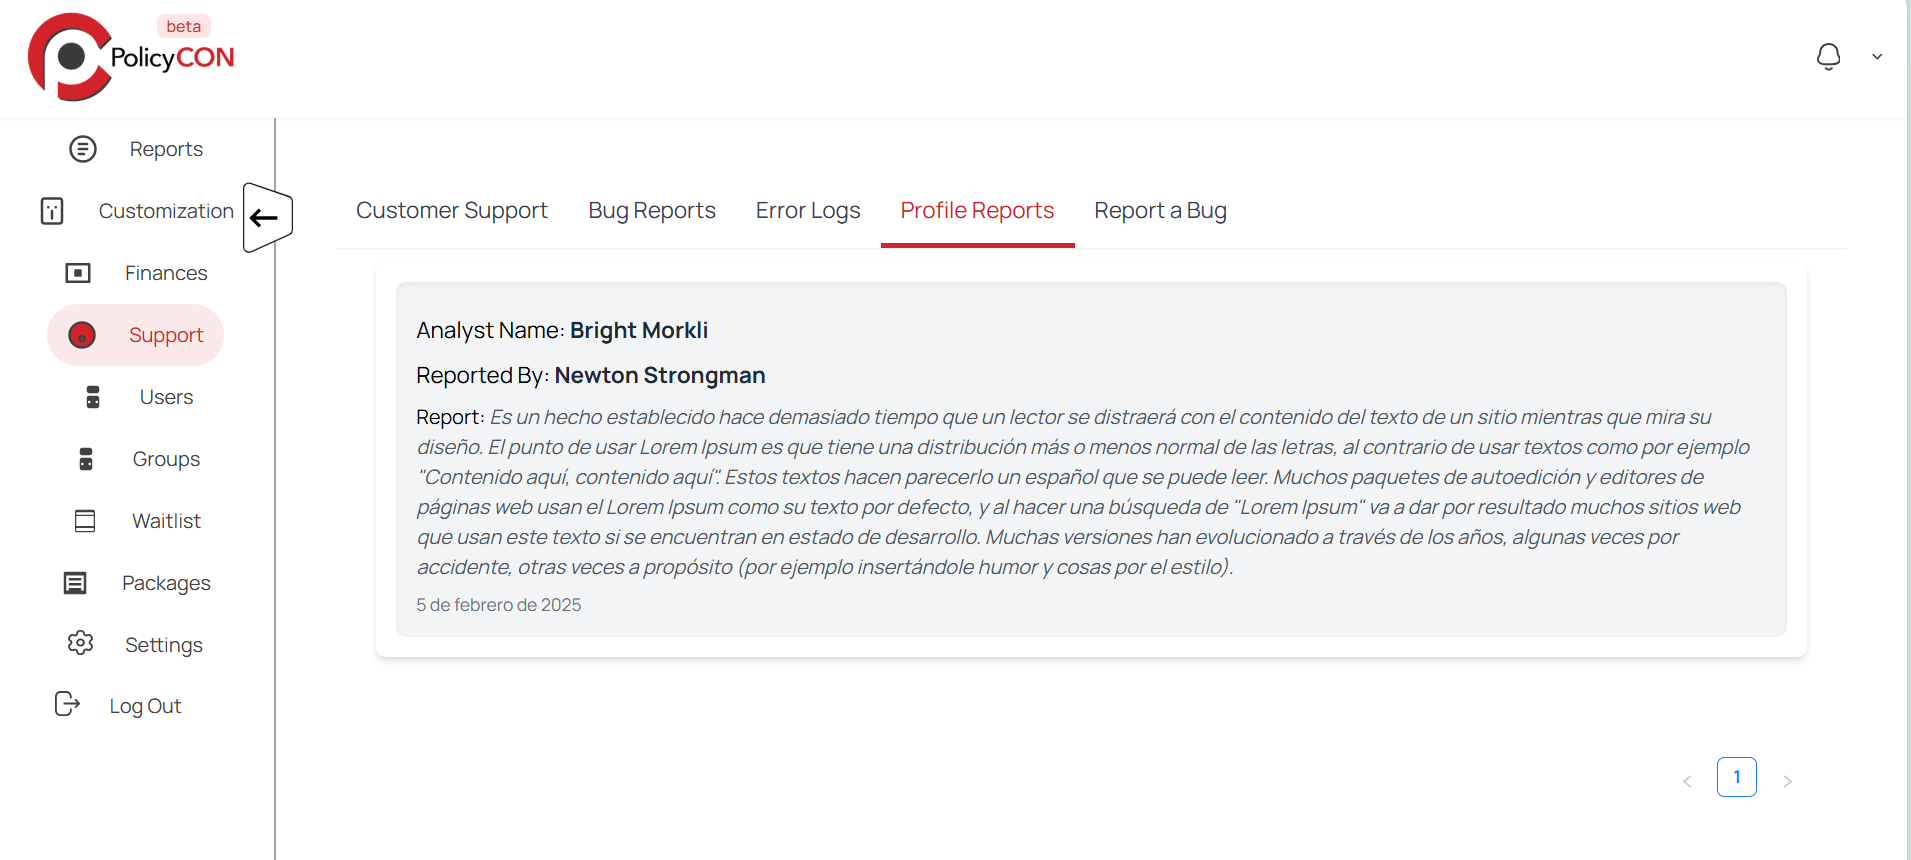 beta
PolicyCON
Reports
Customization
Finances
Support
Users
Groups
Waitlist
Packages
Settings
Log Out
Customer Support Bug Reports Error Logs Profile Reports Report a Bug
Analyst Name: Bright Morkli
Reported By: Newton Strongman
Report: Es un hecho establecido hace demasiado tiempo que un lector se distraerá con el contenido del texto de un sitio mientras que mira su
diseño. El punto de usar Lorem Ipsum es que tiene una distribución más o menos normal de las letras, al contrario de usar textos como por ejemplo
"Contenido aquí, contenido aquí". Estos textos hacen parecerlo un español que se puede leer. Muchos paquetes de autoedición y editores de
páginas web usan el Lorem Ipsum como su texto por defecto, y al hacer una búsqueda de "Lorem Ipsum" va a dar por resultado muchos sitios web
que usan este texto si se encuentran en estado de desarrollo. Muchas versiones han evolucionado a través de los años, algunas veces por
accidente, otras veces a propósito (por ejemplo insertándole humor y cosas por el estilo).
5 de febrero de 2025
1